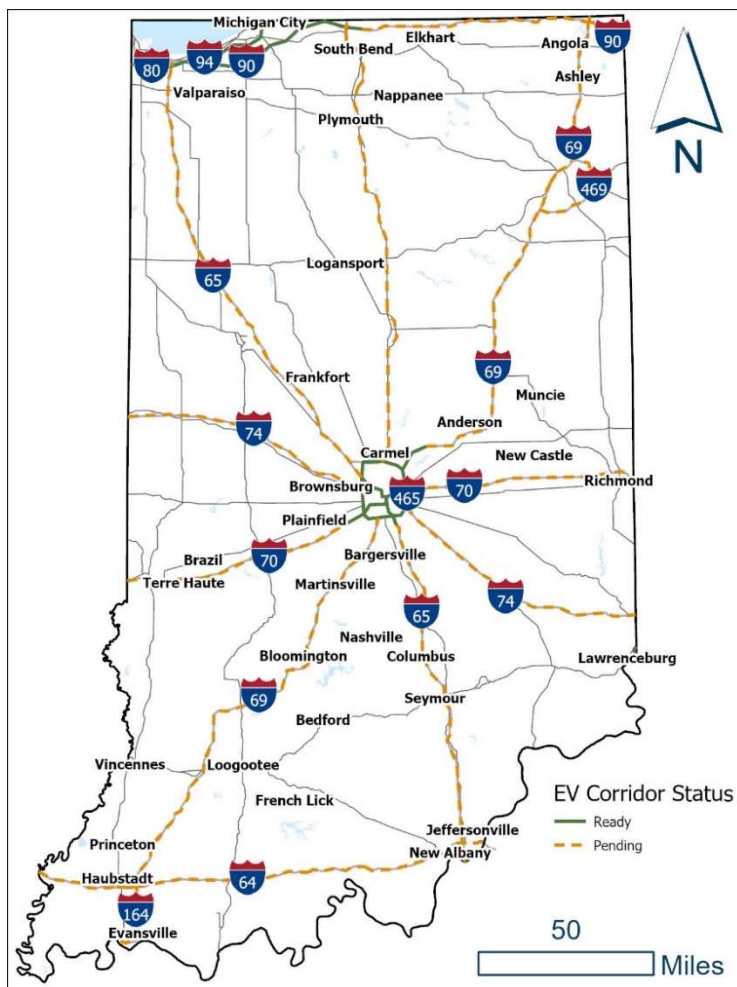 Michigan City
Elkhart
South Bend
Angola
90
94
90
80
Ashley
Valparaiso
Nappanee
Plymouth
N
69
469
Logansport
65
69
Frankfort
Muncie
74
Anderson
Carmel
New Castle
Brownsburg
465
70
Richmond
Plainfield
Bargersville
Brazil
70
Terre Haute
Martinsville
65
74
Nashville
Bloomington
Columbus
Lawrenceburg
69
Seymour
Bedford
Vincennes
Loogootee
French Lick
EV Corridor Status
Ready
Pending
Jeffersonville
Princeton
New Albany
Haubstadt
64
164
Evansville
50
Miles